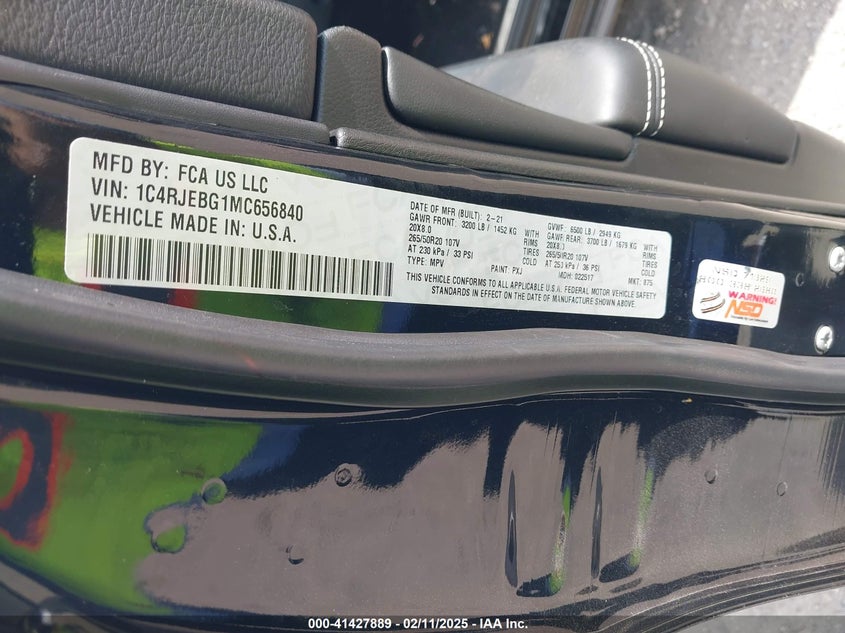 MFD BY: FCA US LLC
VIN: 1C4RJEBG1MC656840
VEHICLE MADE IN: U.S.A.
DATE OF MFR (BUILT): 2-21
GAWR FRONT: 3200 LB / 1452 KG. WITH
20X8.0 RIMS
265/50R20 107V TIRES
AT 230 kPa / 33 PSI COLD
TYPE: MPV PAINT: PXJ
GVWR: 6500 LB / 2949 KG.
GAWR REAR: 3700 LB / 1679 KG. WITH
20X8.0 RIMS
265/50R20 107V TIRES
AT 250 kPa / 36 PSI COLD
MDH: 022517 MKT: 875
THIS VEHICLE CONFORMS TO ALL APPLICABLE U.S.A. FEDERAL MOTOR VEHICLE SAFETY
STANDARDS IN EFFECT ON THE DATE OF MANUFACTURE SHOWN ABOVE.
NSD
WARNING!
NSD
000-41427889 - 02/11/2025 - IAA Inc.